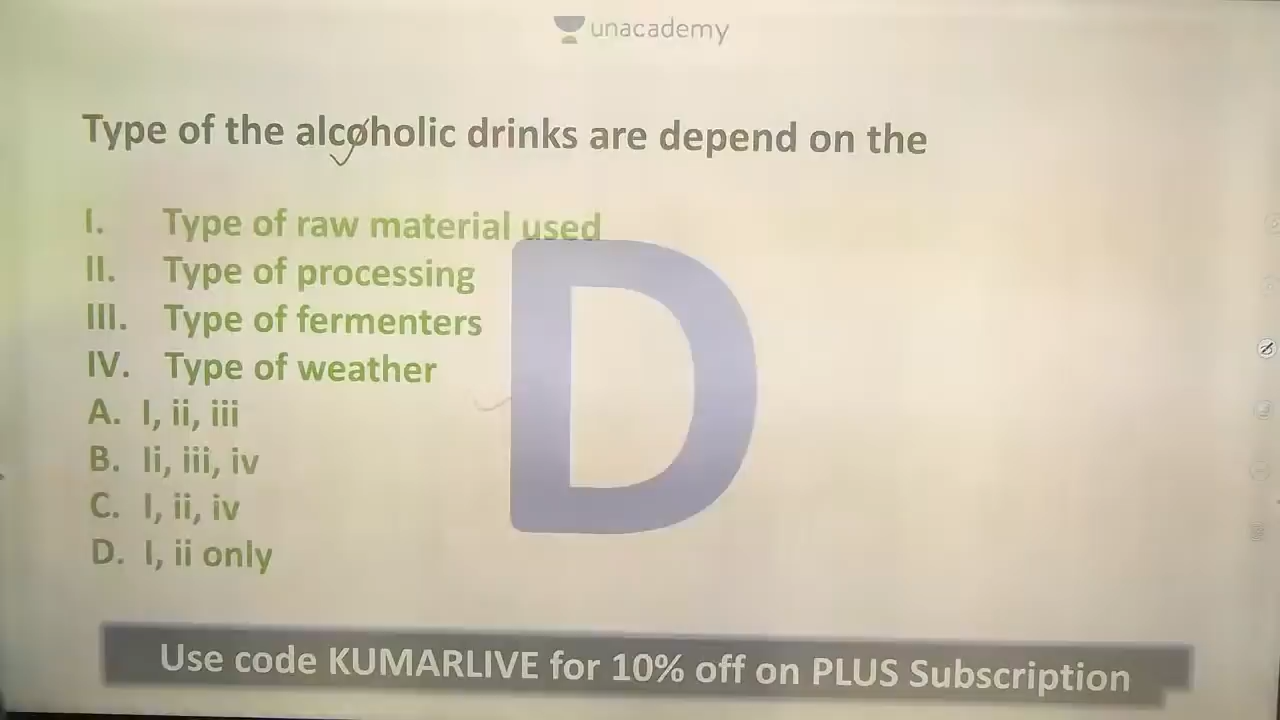 unacademy
Type of the alcoholic drinks are depend on the
I. Type of raw material used
II. Type of processing
III. Type of fermenters
IV. Type of weather
A. I, ii, iii
B. Ii, iii, iv
C. I, ii, iv
D. I, ii only
D
Use code KUMARLIVE for 10% off on PLUS Subscription